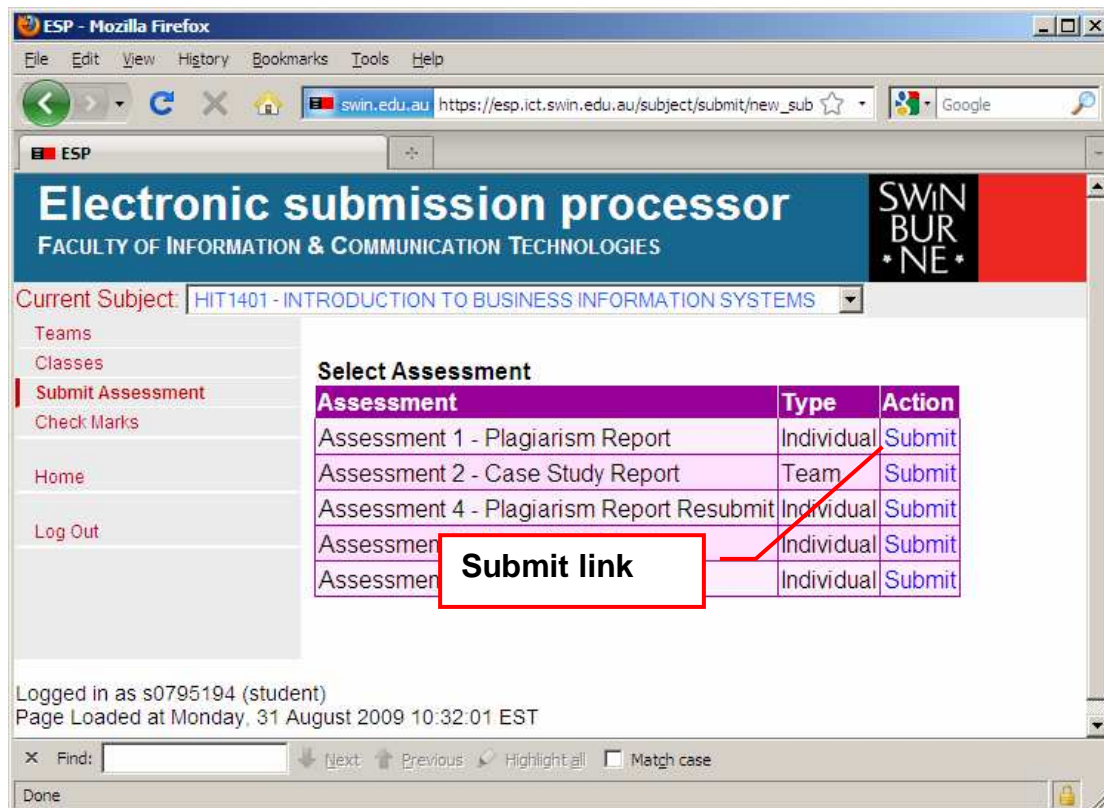 ESP - Mozilla Firefox
File Edit View History Bookmarks Tools Help
swin.edu.au https://esp.ict.swin.edu.au/subject/submit/new_sub Google
ESP
Electronic submission processor
FACULTY OF INFORMATION & COMMUNICATION TECHNOLOGIES
SWIN
BUR
* NE *
Current Subject: HIT1401 - INTRODUCTION TO BUSINESS INFORMATION SYSTEMS
Teams
Classes
Submit Assessment
Check Marks
Home
Log Out
Select Assessment
Assessment Type Action
Assessment 1 - Plagiarism Report Individual Submit
Assessment 2 - Case Study Report Team Submit
Assessment 4 - Plagiarism Report Resubmit Individual Submit
Individual Submit
Individual Submit
Submit link
Logged in as s0795194 (student)
Page Loaded at Monday, 31 August 2009 10:32:01 EST
Find: Next Previous Highlight all Match case
Done